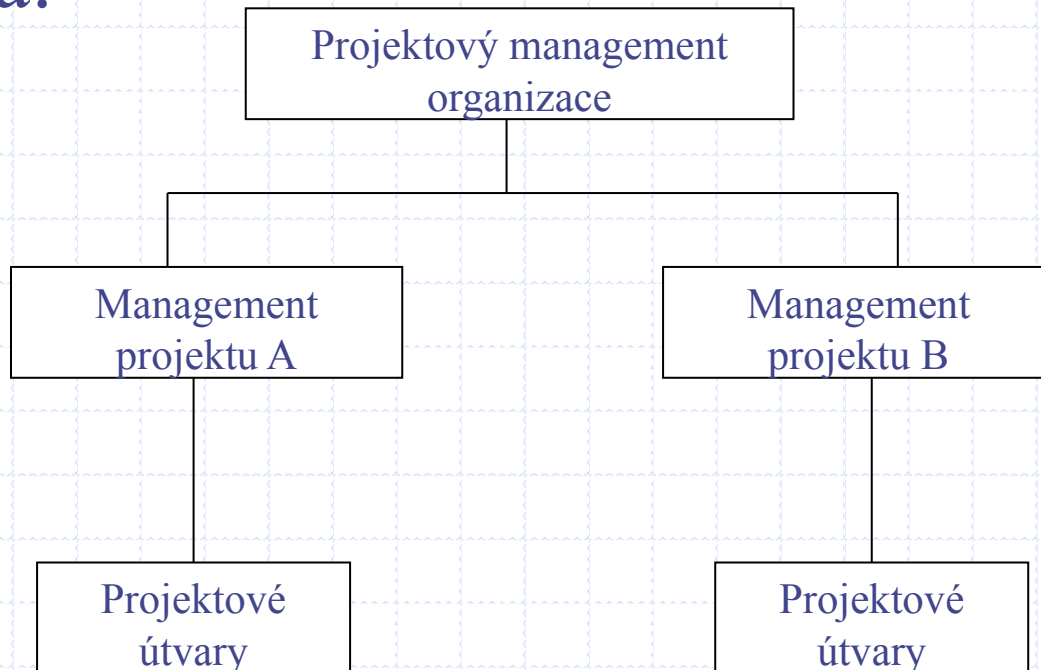 Projektový management
organizace
Management
projektu A
Management
projektu B
Projektové
útvary
Projektové
útvary